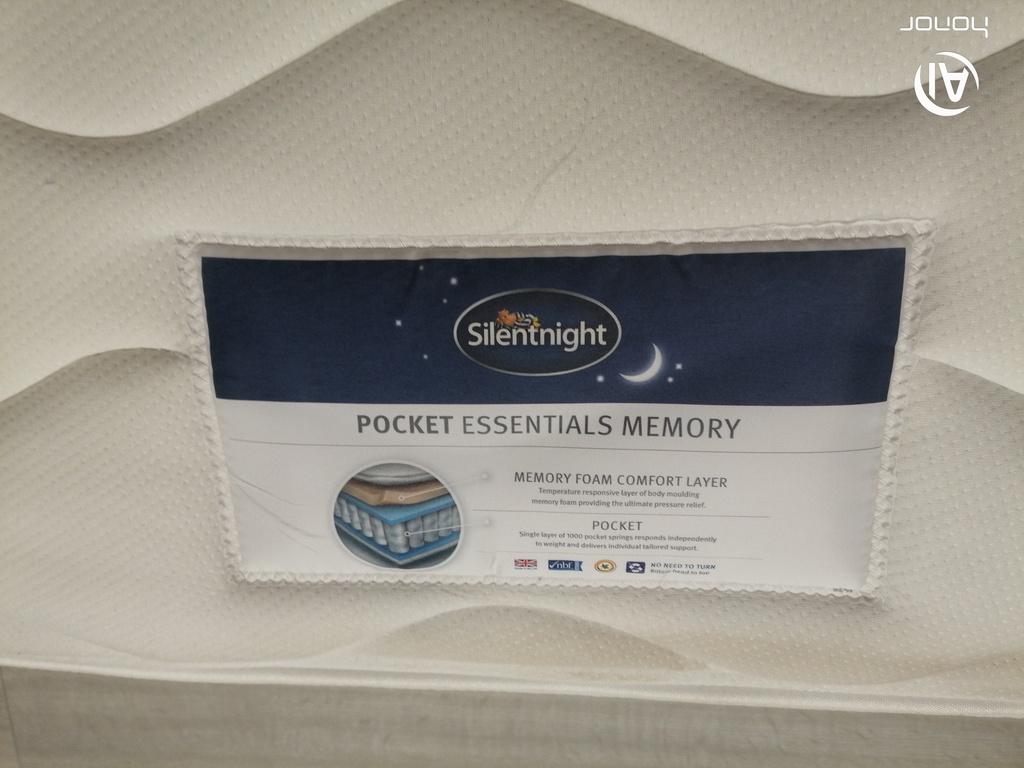 honor
AI
Silentnight
POCKET ESSENTIALS MEMORY
MEMORY FOAM COMFORT LAYER
Temperature responsive layer of body moulding
memory foam providing the ultimate pressure relief.
POCKET
Single layer of 1000 pocket springs responds independently
to weight and delivers individual tailored support.
nbf
NO NEED TO TURN